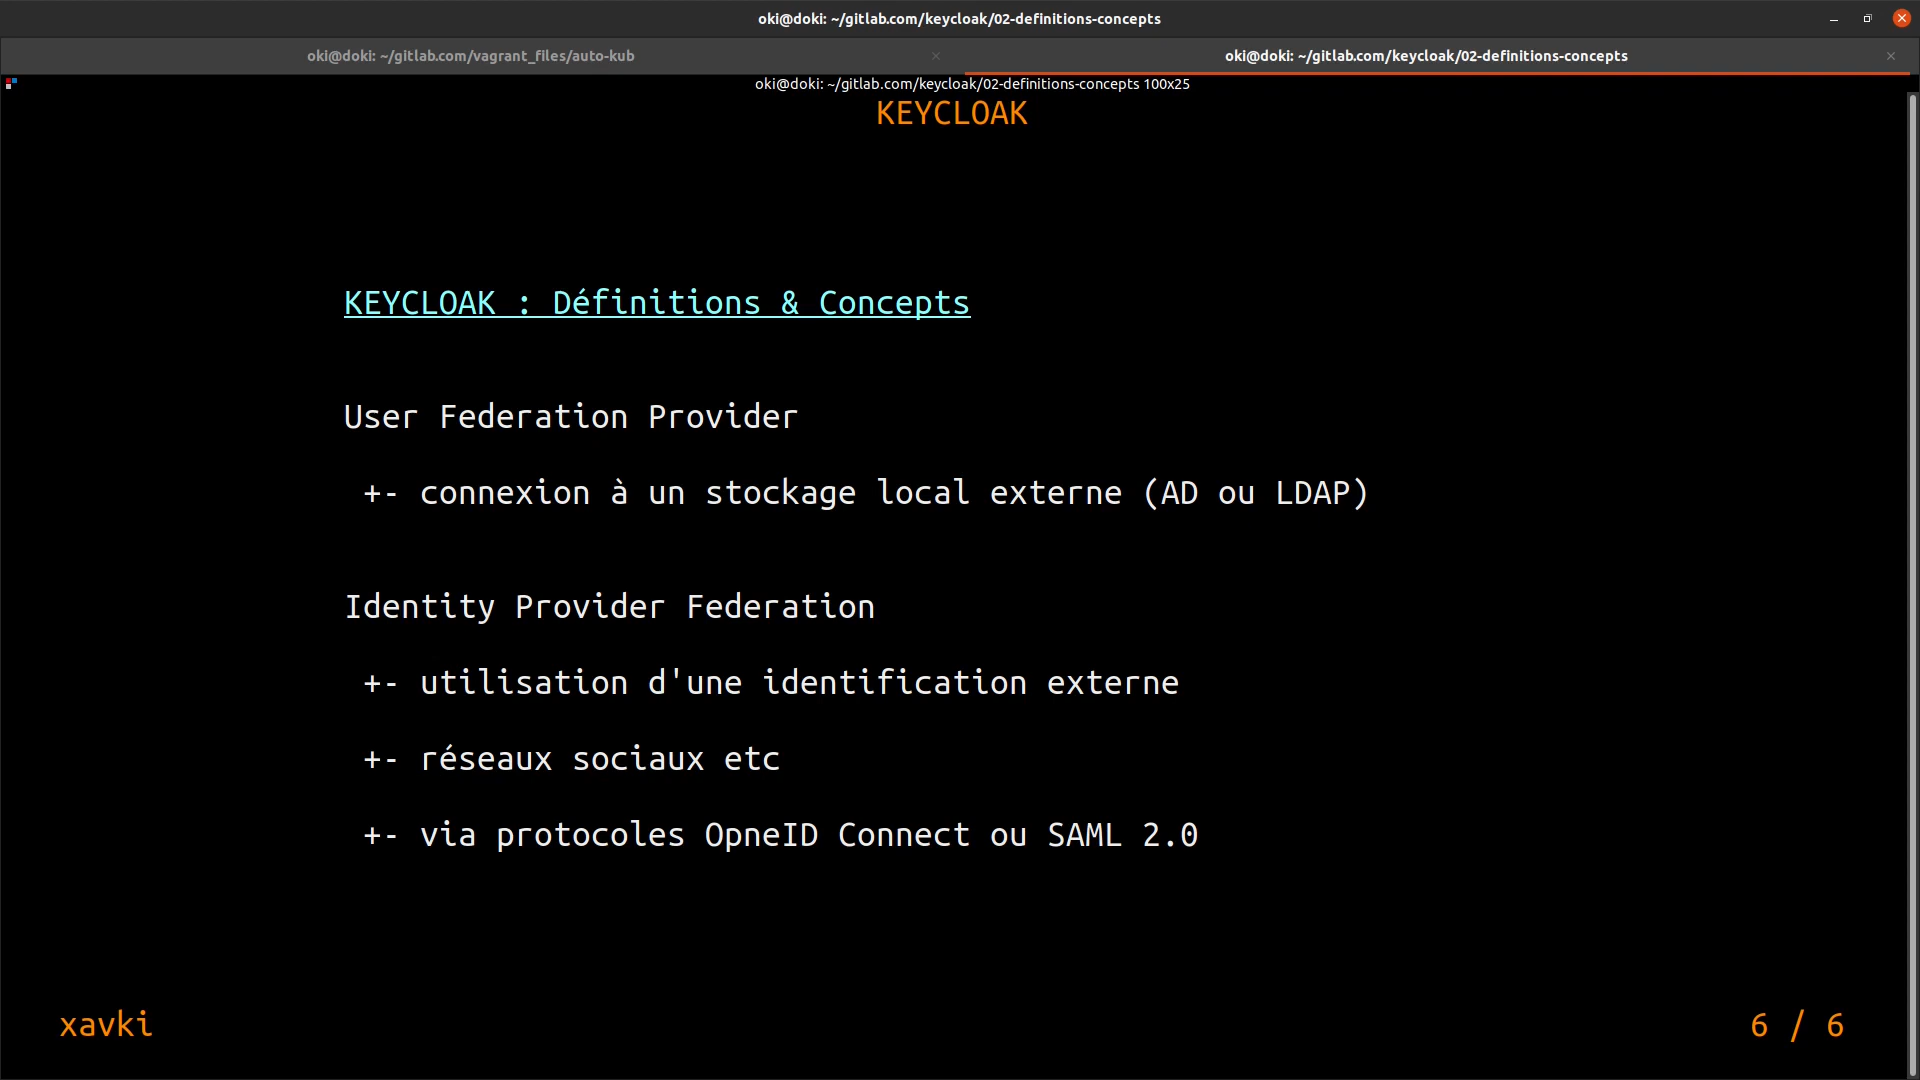 oki@doki: ~/gitlab.com/keycloak/02-definitions-concepts
oki@doki: ~/gitlab.com/vagrant_files/auto-kub
oki@doki: ~/gitlab.com/keycloak/02-definitions-concepts
oki@doki: ~/gitlab.com/keycloak/02-definitions-concepts 100x25
KEYCLOAK
KEYCLOAK : Définitions & Concepts
User Federation Provider
+- connexion à un stockage local externe (AD ou LDAP)
Identity Provider Federation
+- utilisation d'une identification externe
+- réseaux sociaux etc
+- via protocoles OpneID Connect ou SAML 2.0
xavki
6 / 6